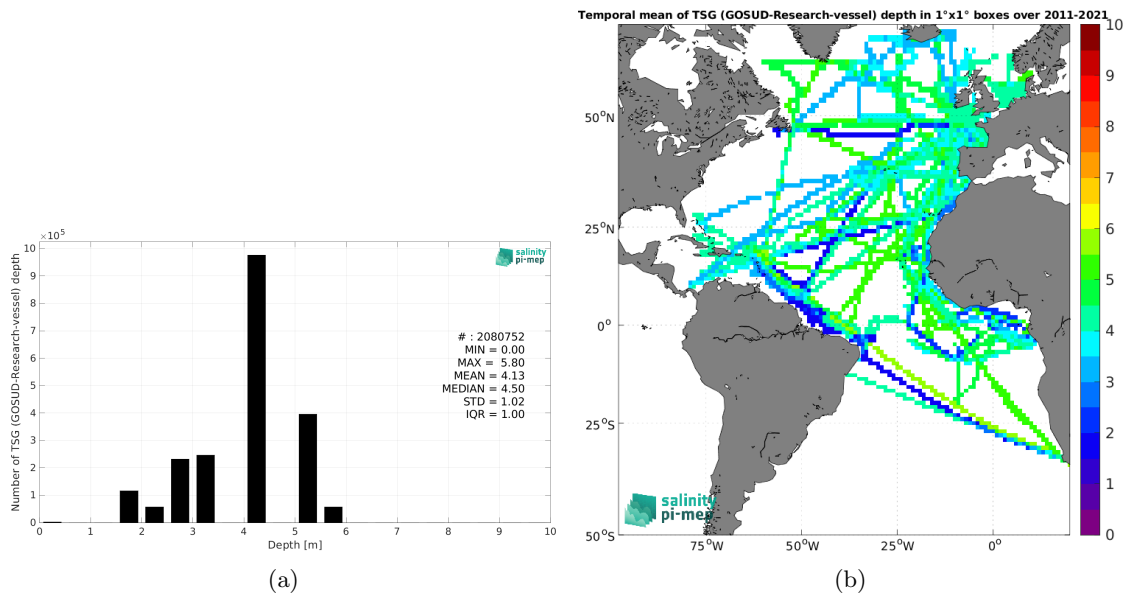 ×10⁵
10
9
8
7
6
5
4
3
2
1
0
Number of TSG (GOSUD-Research-vessel) depth
salinity
pi-mep
# : 2080752
MIN = 0.00
MAX = 5.80
MEAN = 4.13
MEDIAN = 4.50
STD = 1.02
IQR = 1.00
0 1 2 3 4 5 6 7 8 9 10
Depth [m]
(a)
Temporal mean of TSG (GOSUD-Research-vessel) depth in 1°x1° boxes over 2011-2021
50°N
25°N
0°
25°S
50°S
salinity
pi-mep
75°W 50°W 25°W 0°
10
9
8
7
6
5
4
3
2
1
0
(b)